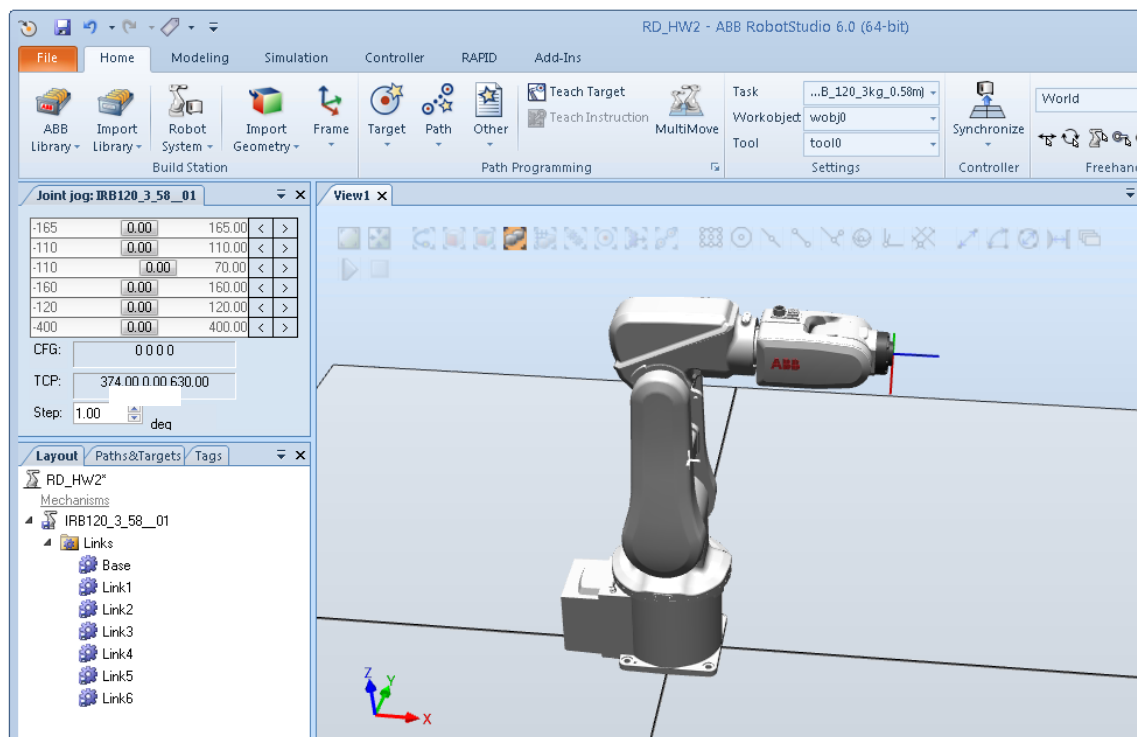 RD_HW2 - ABB RobotStudio 6.0 (64-bit)
File Home Modeling Simulation Controller RAPID Add-Ins
ABB Library
Import Library
Robot System
Import Geometry
Frame
Build Station
Target
Path
Other
Teach Target
Teach Instruction
MultiMove
Path Programming
Task ...B_120_3kg_0.58m)
Workobject wobj0
Tool tool0
Settings
Synchronize
Controller
World
Freehan
Joint jog: IRB120_3_58__01
-165 0.00 165.00 < >
-110 0.00 110.00 < >
-110 0.00 70.00 < >
-160 0.00 160.00 < >
-120 0.00 120.00 < >
-400 0.00 400.00 < >
CFG: 0 0 0 0
TCP: 374.00 0.00 630.00
Step: 1.00 deg
Layout Paths&Targets Tags
RD_HW2*
Mechanisms
IRB120_3_58__01
Links
Base
Link1
Link2
Link3
Link4
Link5
Link6
View1
ABB
Z
Y
X